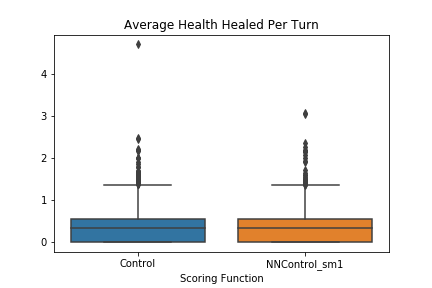 Average Health Healed Per Turn
4
3
2
1
0
Control NNControl_sm1
Scoring Function